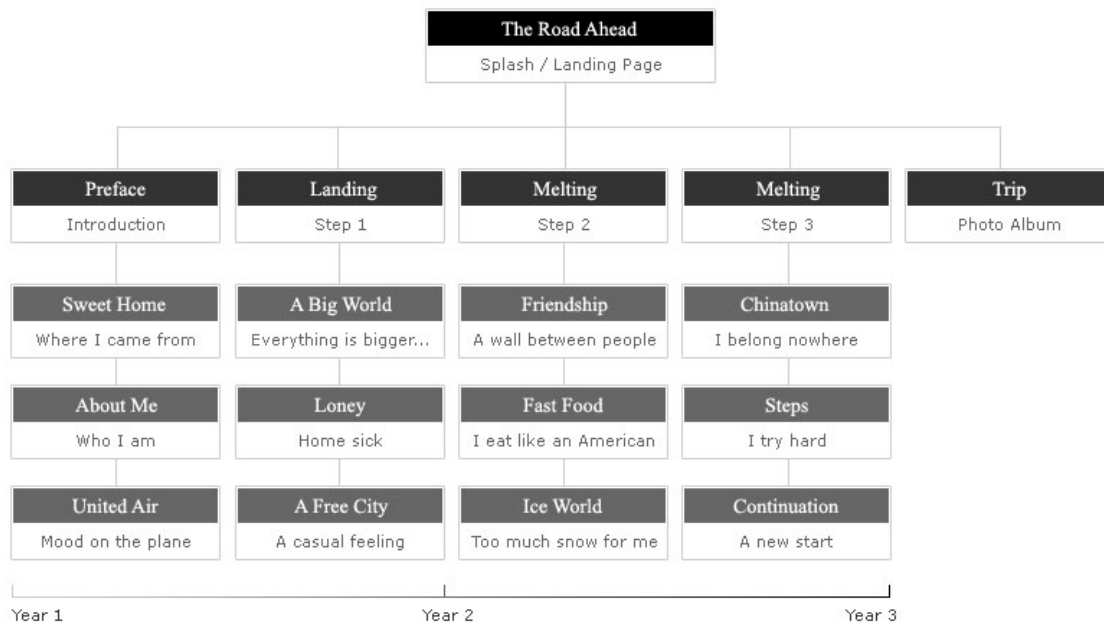 The Road Ahead
Splash / Landing Page
Preface
Introduction
Landing
Step 1
Melting
Step 2
Melting
Step 3
Trip
Photo Album
Sweet Home
Where I came from
A Big World
Everything is bigger...
Friendship
A wall between people
Chinatown
I belong nowhere
About Me
Who I am
Loney
Home sick
Fast Food
I eat like an American
Steps
I try hard
United Air
Mood on the plane
A Free City
A casual feeling
Ice World
Too much snow for me
Continuation
A new start
Year 1
Year 2
Year 3